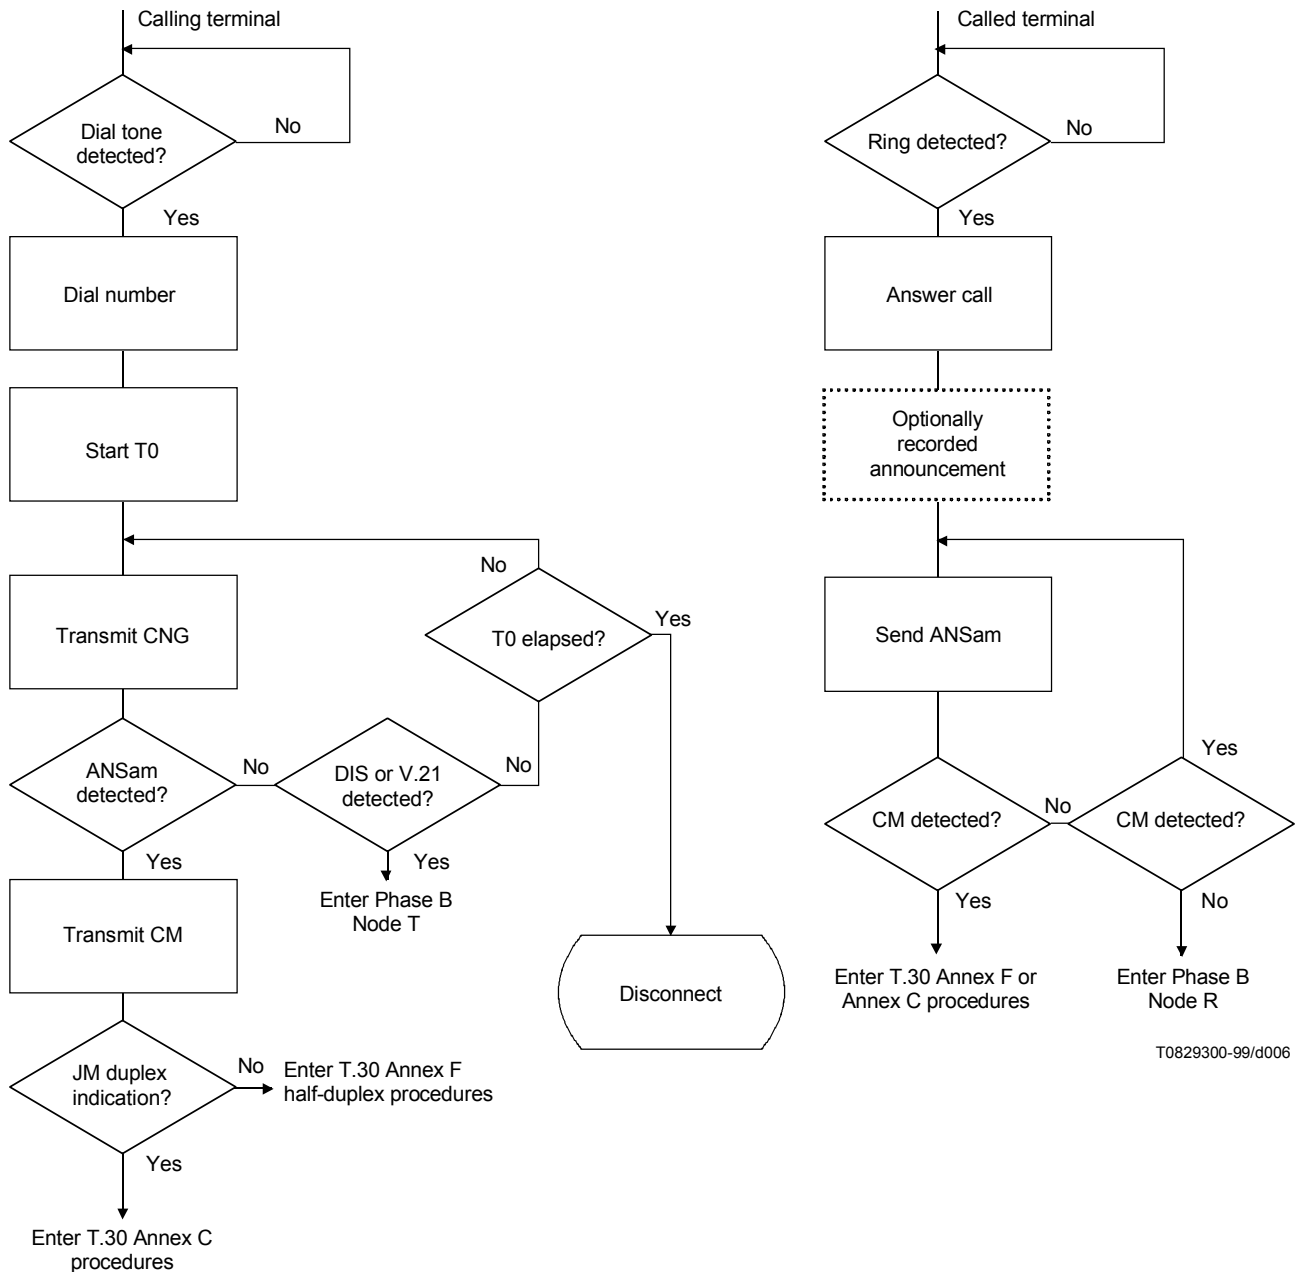 Calling terminal
Dial tone
detected?
No
Yes
Dial number
Start T0
Transmit CNG
ANSam
detected?
No
DIS or V.21
detected?
No
T0 elapsed?
No
Yes
Yes
Enter Phase B
Node T
Disconnect
Yes
Transmit CM
JM duplex
indication?
No
Enter T.30 Annex F
half-duplex procedures
Yes
Enter T.30 Annex C
procedures
Called terminal
Ring detected?
No
Yes
Answer call
Optionally
recorded
announcement
Send ANSam
CM detected?
No
CM detected?
Yes
Yes
Enter T.30 Annex F or
Annex C procedures
No
Enter Phase B
Node R
T0829300-99/d006